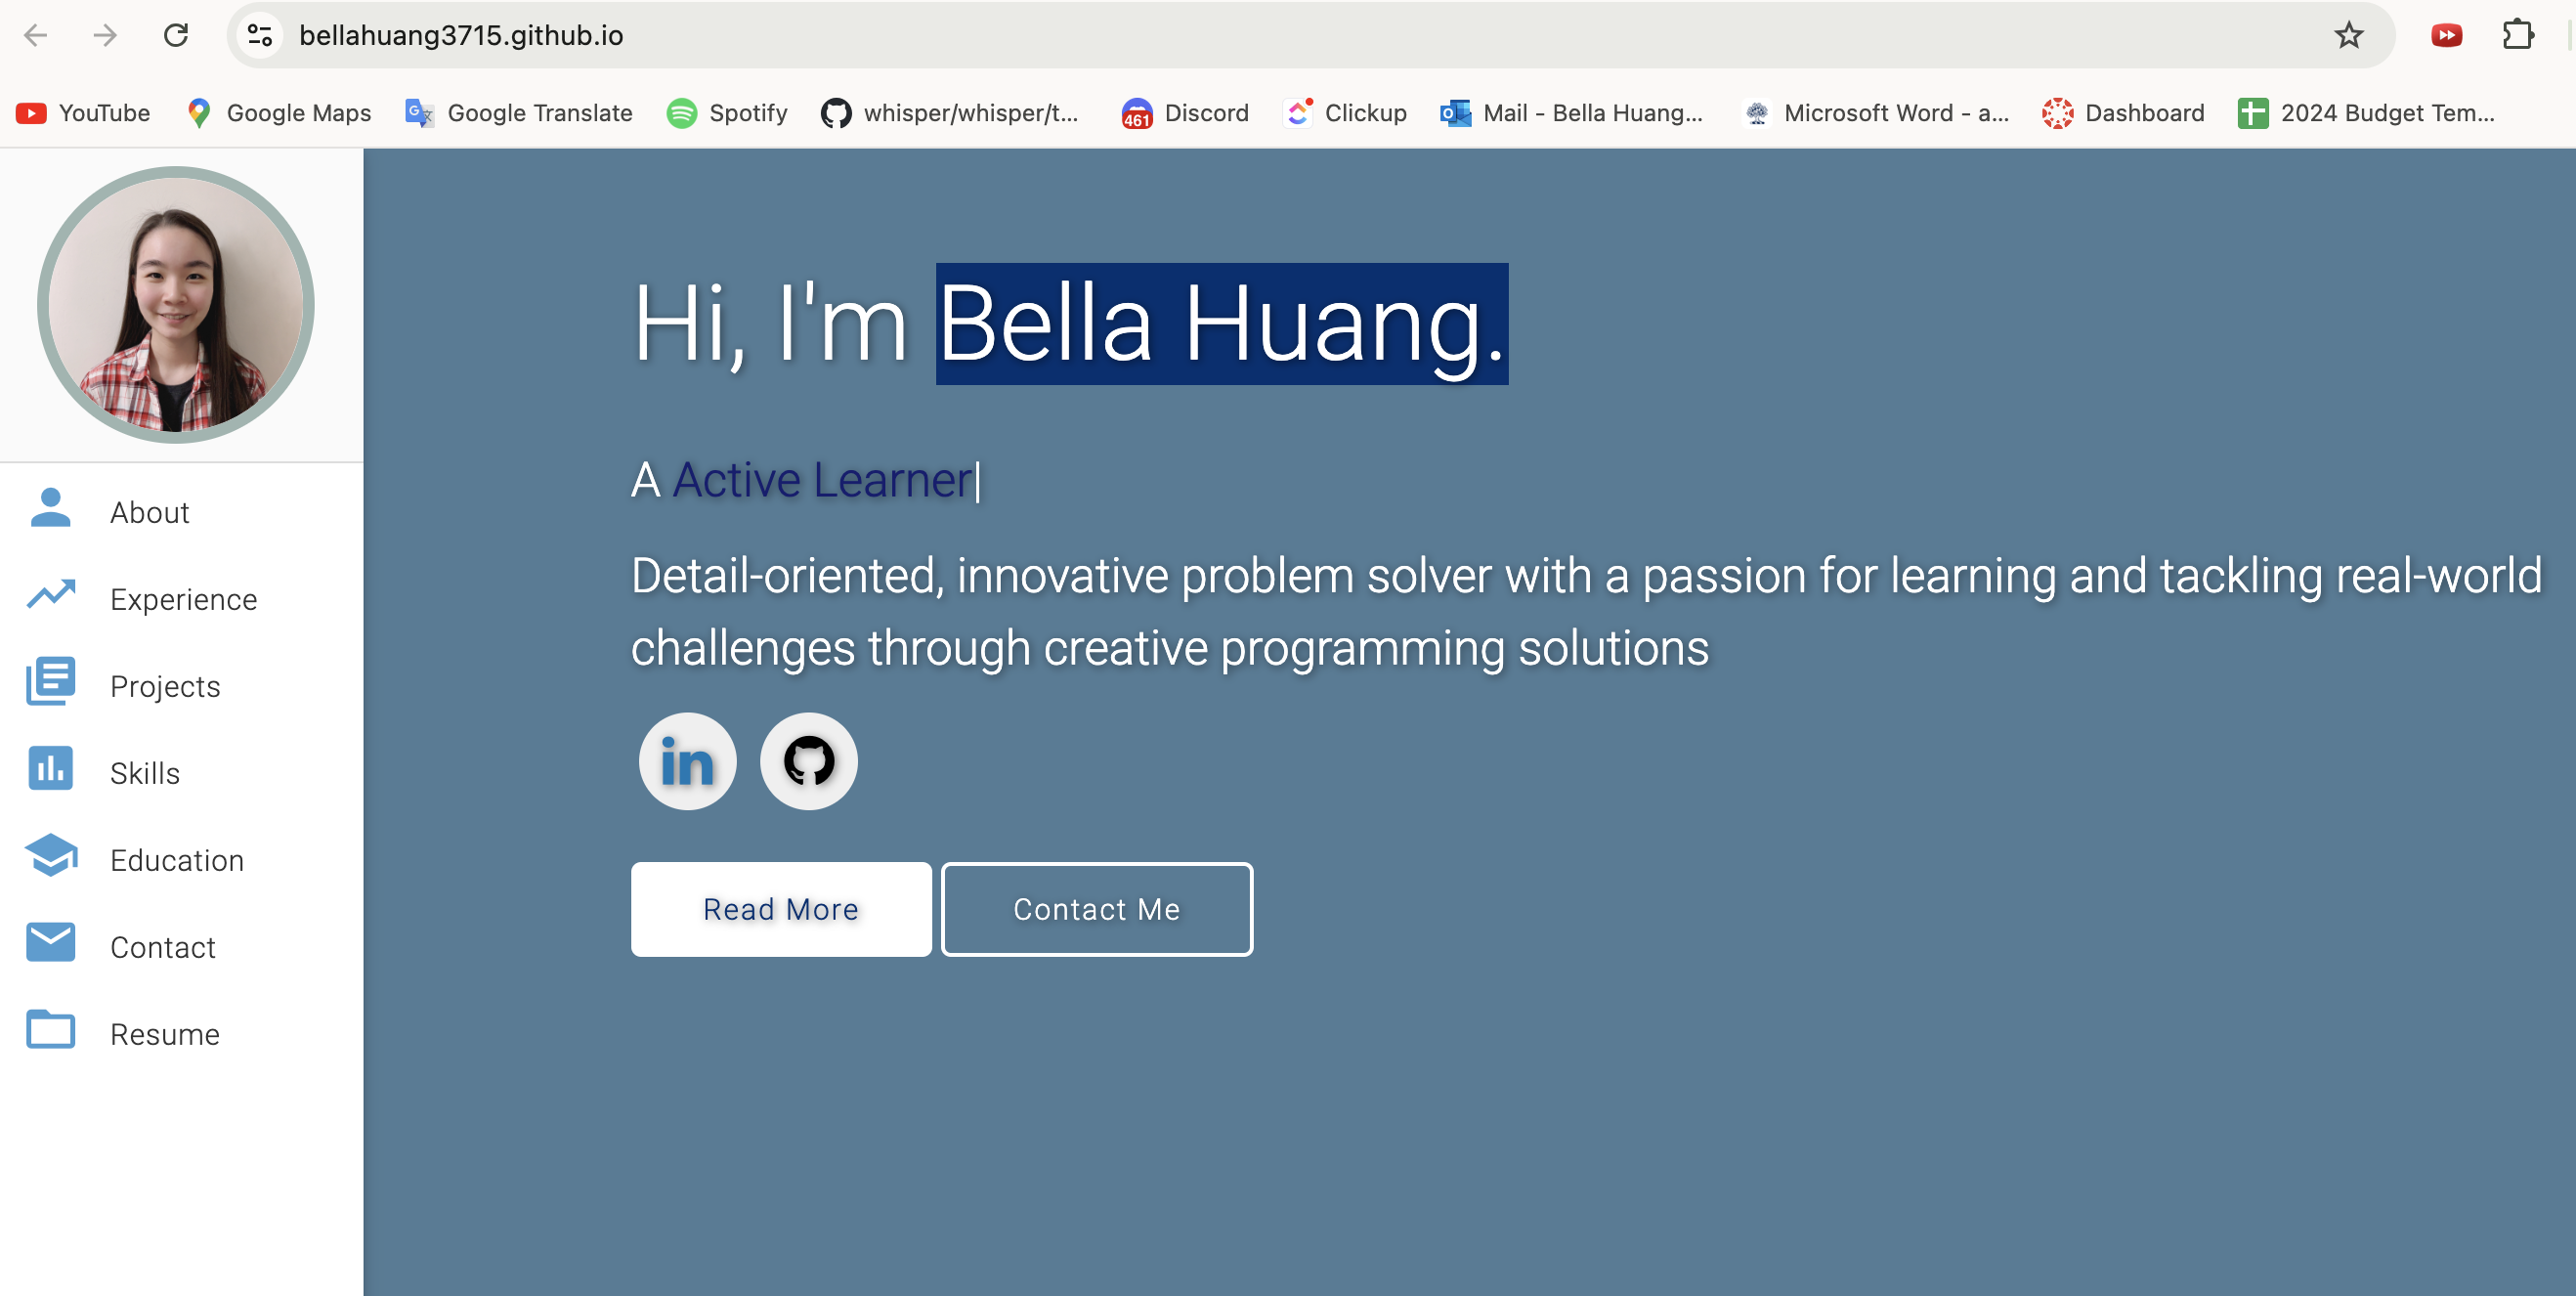 bellahuang3715.github.io
YouTube Google Maps Google Translate Spotify whisper/whisper/t... 461 Discord Clickup Mail - Bella Huang... Microsoft Word - a... Dashboard 2024 Budget Tem...
Hi, I'm Bella Huang.
A Active Learner|
Detail-oriented, innovative problem solver with a passion for learning and tackling real-world
challenges through creative programming solutions
in
Read More Contact Me
About
Experience
Projects
Skills
Education
Contact
Resume